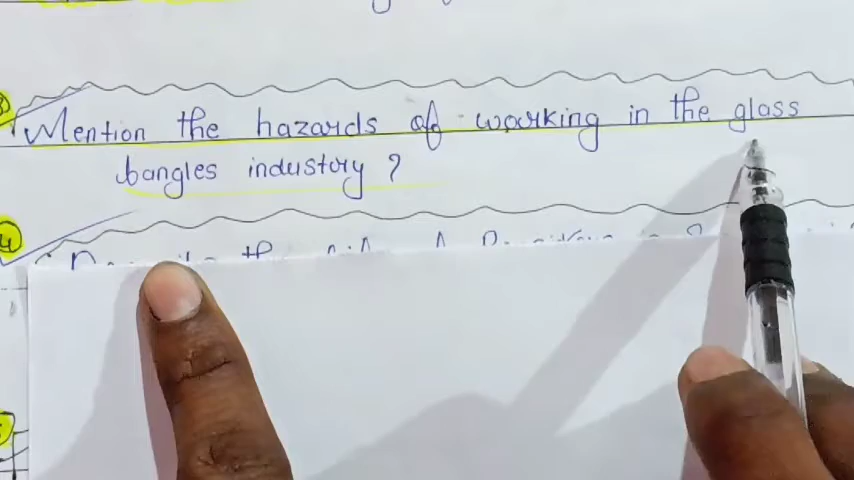 Mention the hazards of working in the glass
bangles industry ?